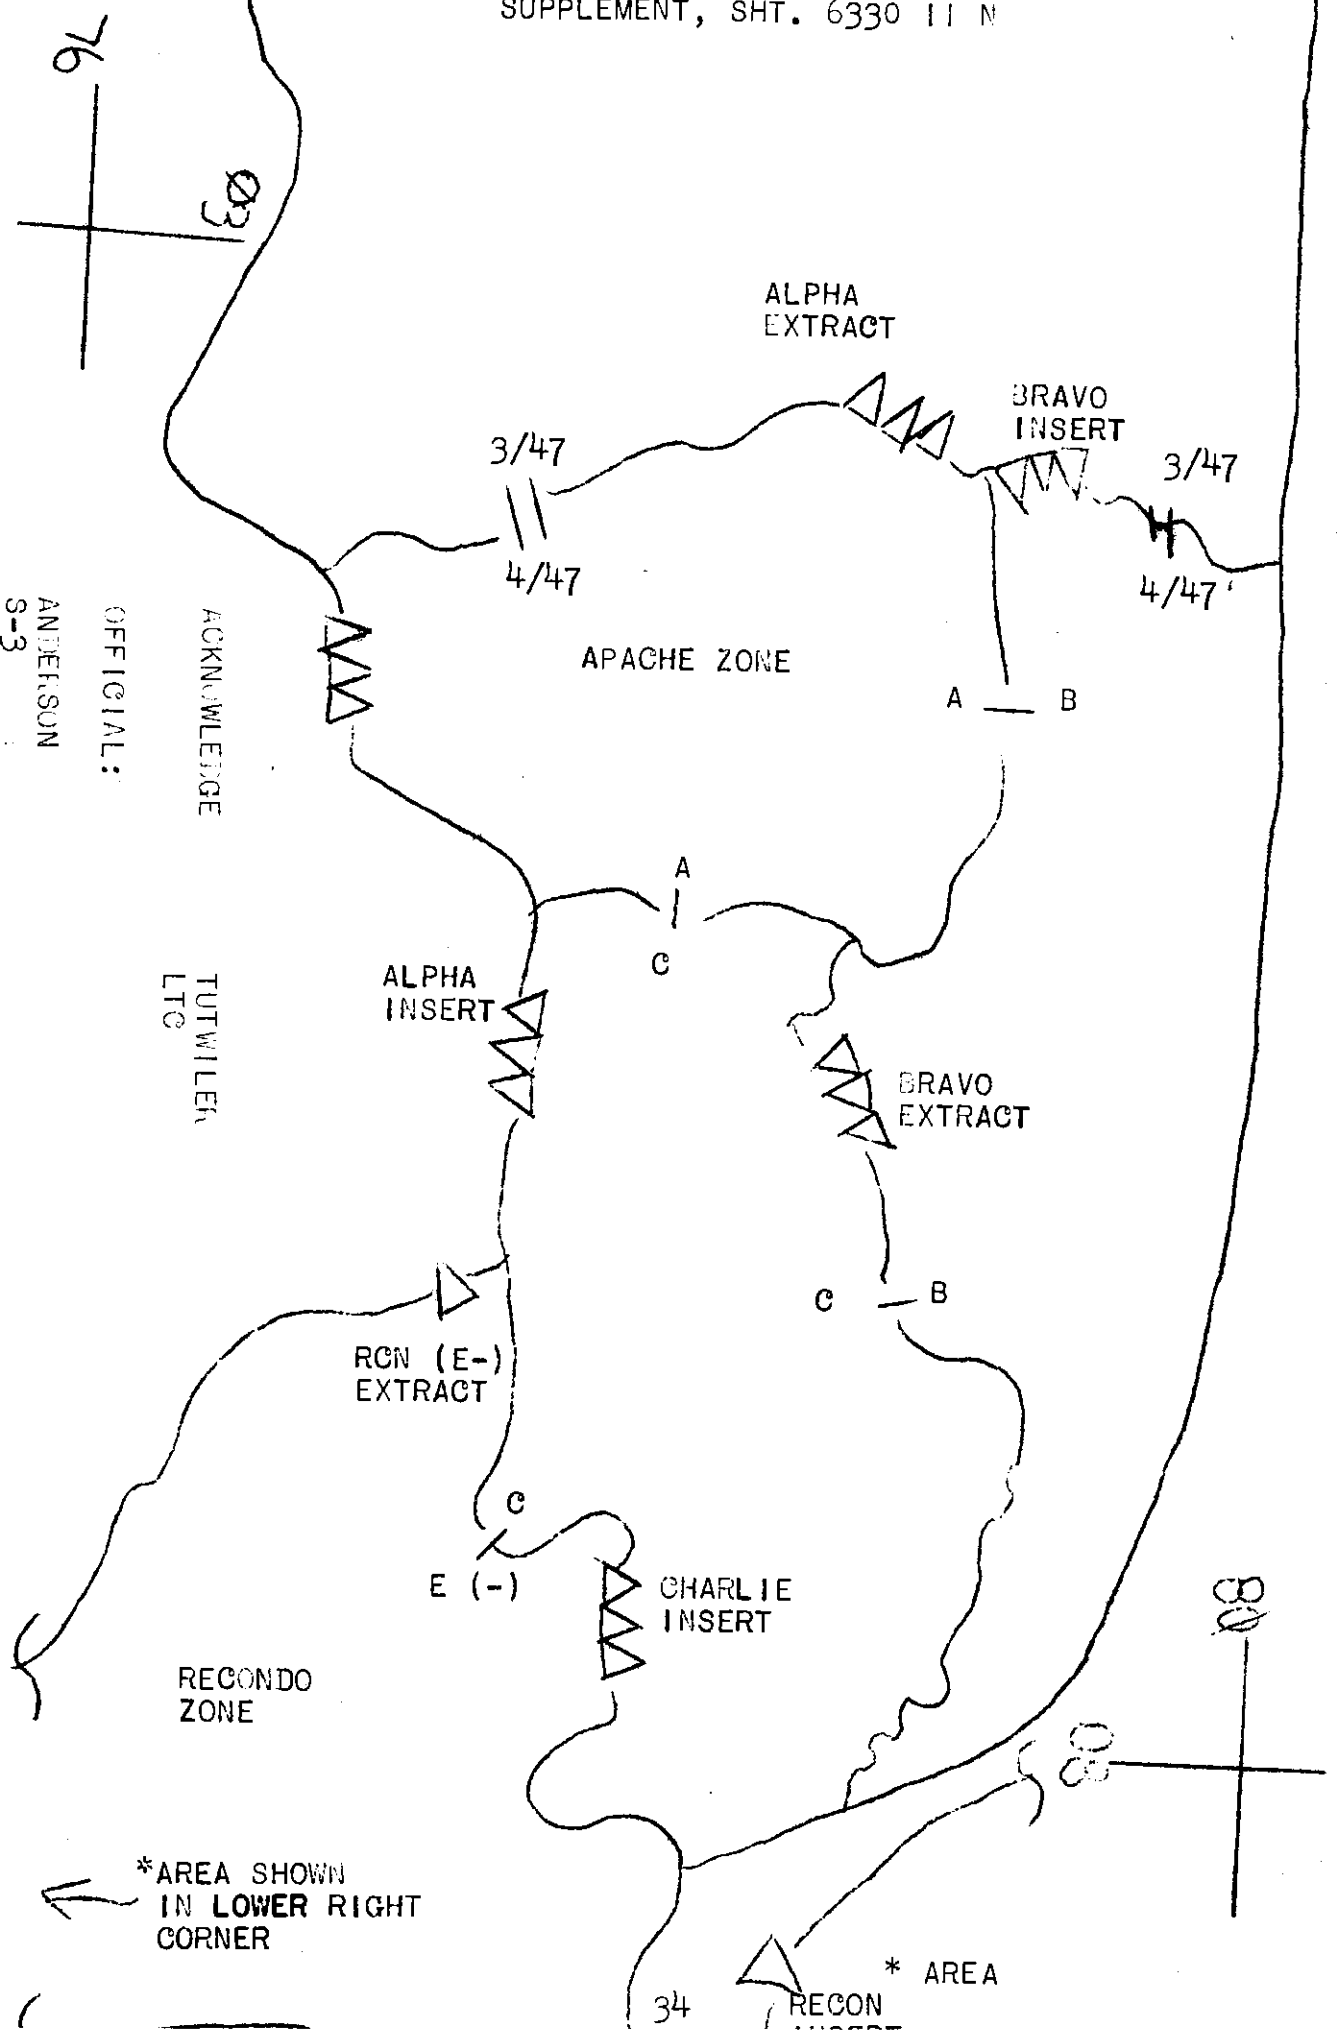 SUPPLEMENT, SHT. 6330 II N
76
03
ALPHA
EXTRACT
BRAVO
INSERT
3/47
4/47
3/47
4/47
APACHE ZONE
A B
ACKNOWLEDGE
OFFICIAL:
ANDERSON
S-3
TUTWILER
LTC
A
C
ALPHA
INSERT
BRAVO
EXTRACT
C B
RCN (E-)
EXTRACT
C
E (-)
CHARLIE
INSERT
RECONDO
ZONE
80
*AREA SHOWN
IN LOWER RIGHT
CORNER
* AREA
RECON
34